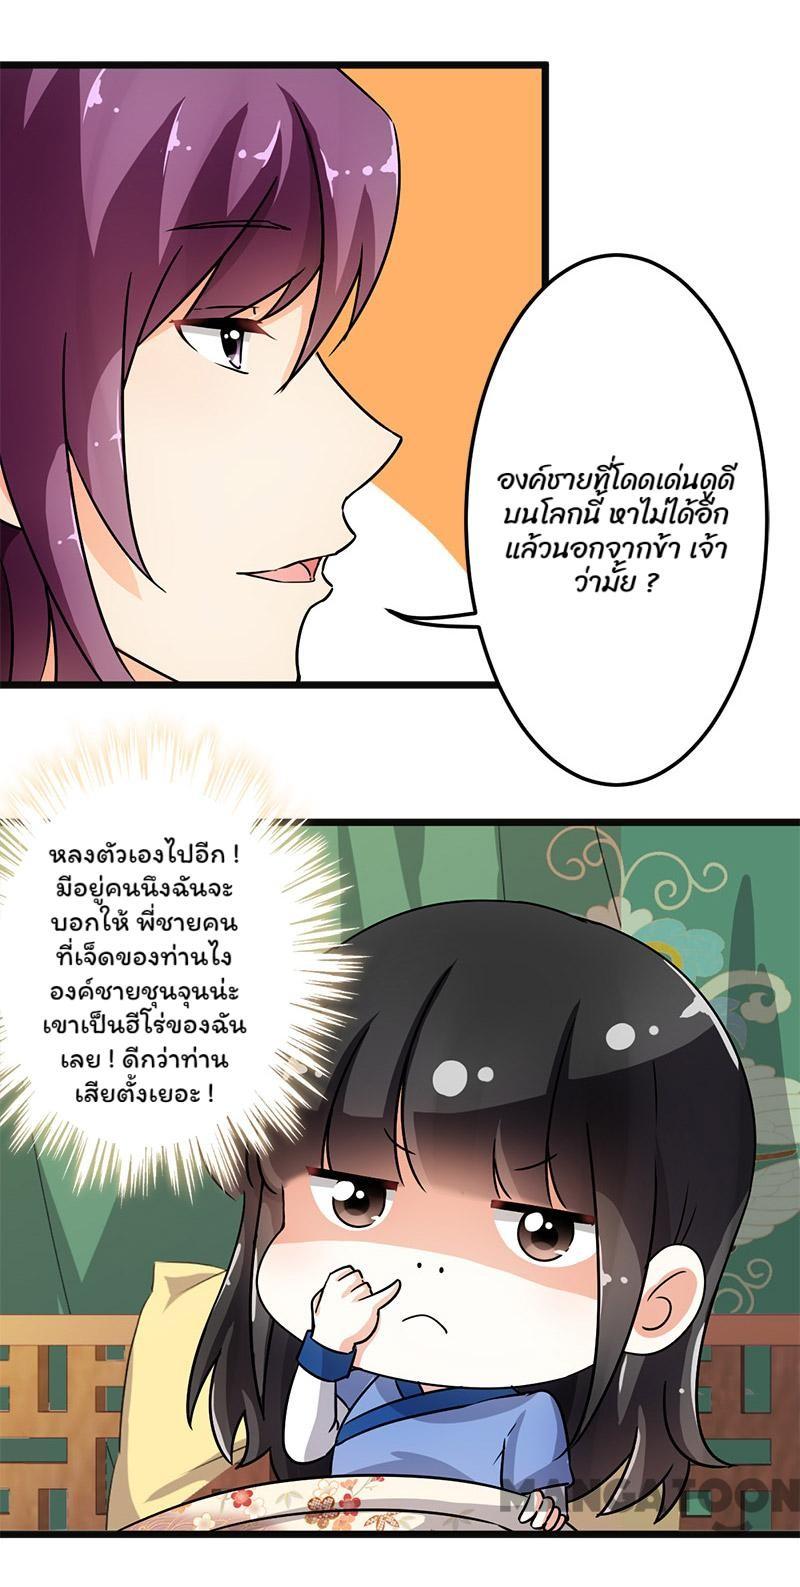 องค์ชายที่โดดเด่นดูดี
บนโลกนี้ หาไม่ได้อีก
แล้วนอกจากข้า เจ้า
ว่ามั้ย ?
หลงตัวเองไปอีก !
มีอยู่คนนึงฉันจะ
บอกให้ พี่ชายคน
ที่เจ็ดของท่านไง
องค์ชายชุนจุนน่ะ
เขาเป็นฮีโร่ของฉัน
เลย ! ดีกว่าท่าน
เสียตั้งเยอะ !
MANGATOON